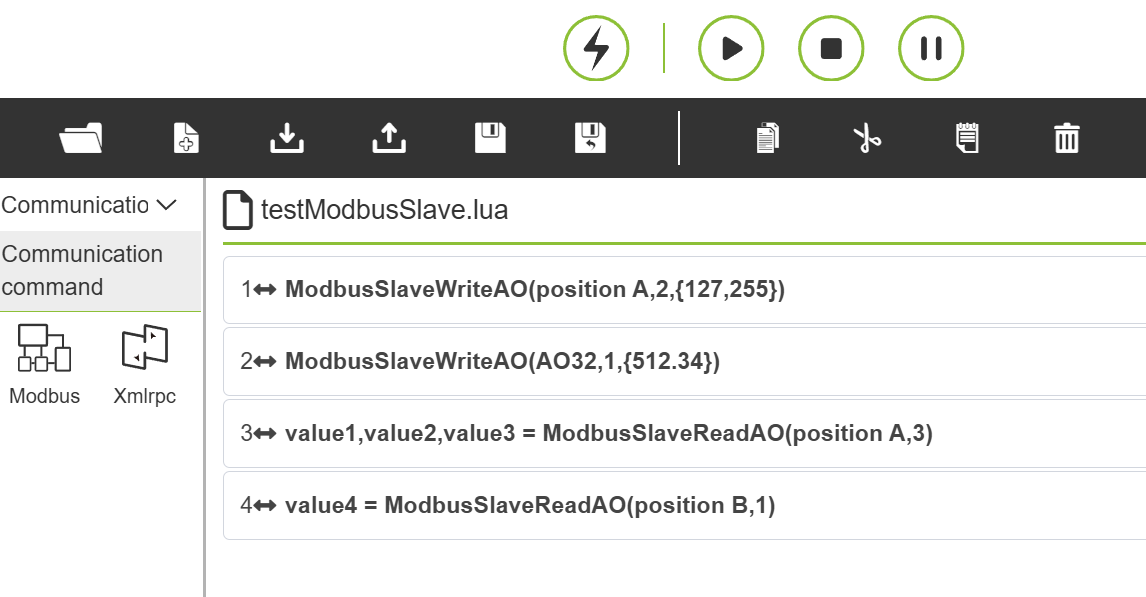 Communicatio
Communication
command
Modbus Xmlrpc
testModbusSlave.lua
1 ModbusSlaveWriteAO(position A,2,{127,255})
2 ModbusSlaveWriteAO(AO32,1,{512.34})
3 value1,value2,value3 = ModbusSlaveReadAO(position A,3)
4 value4 = ModbusSlaveReadAO(position B,1)